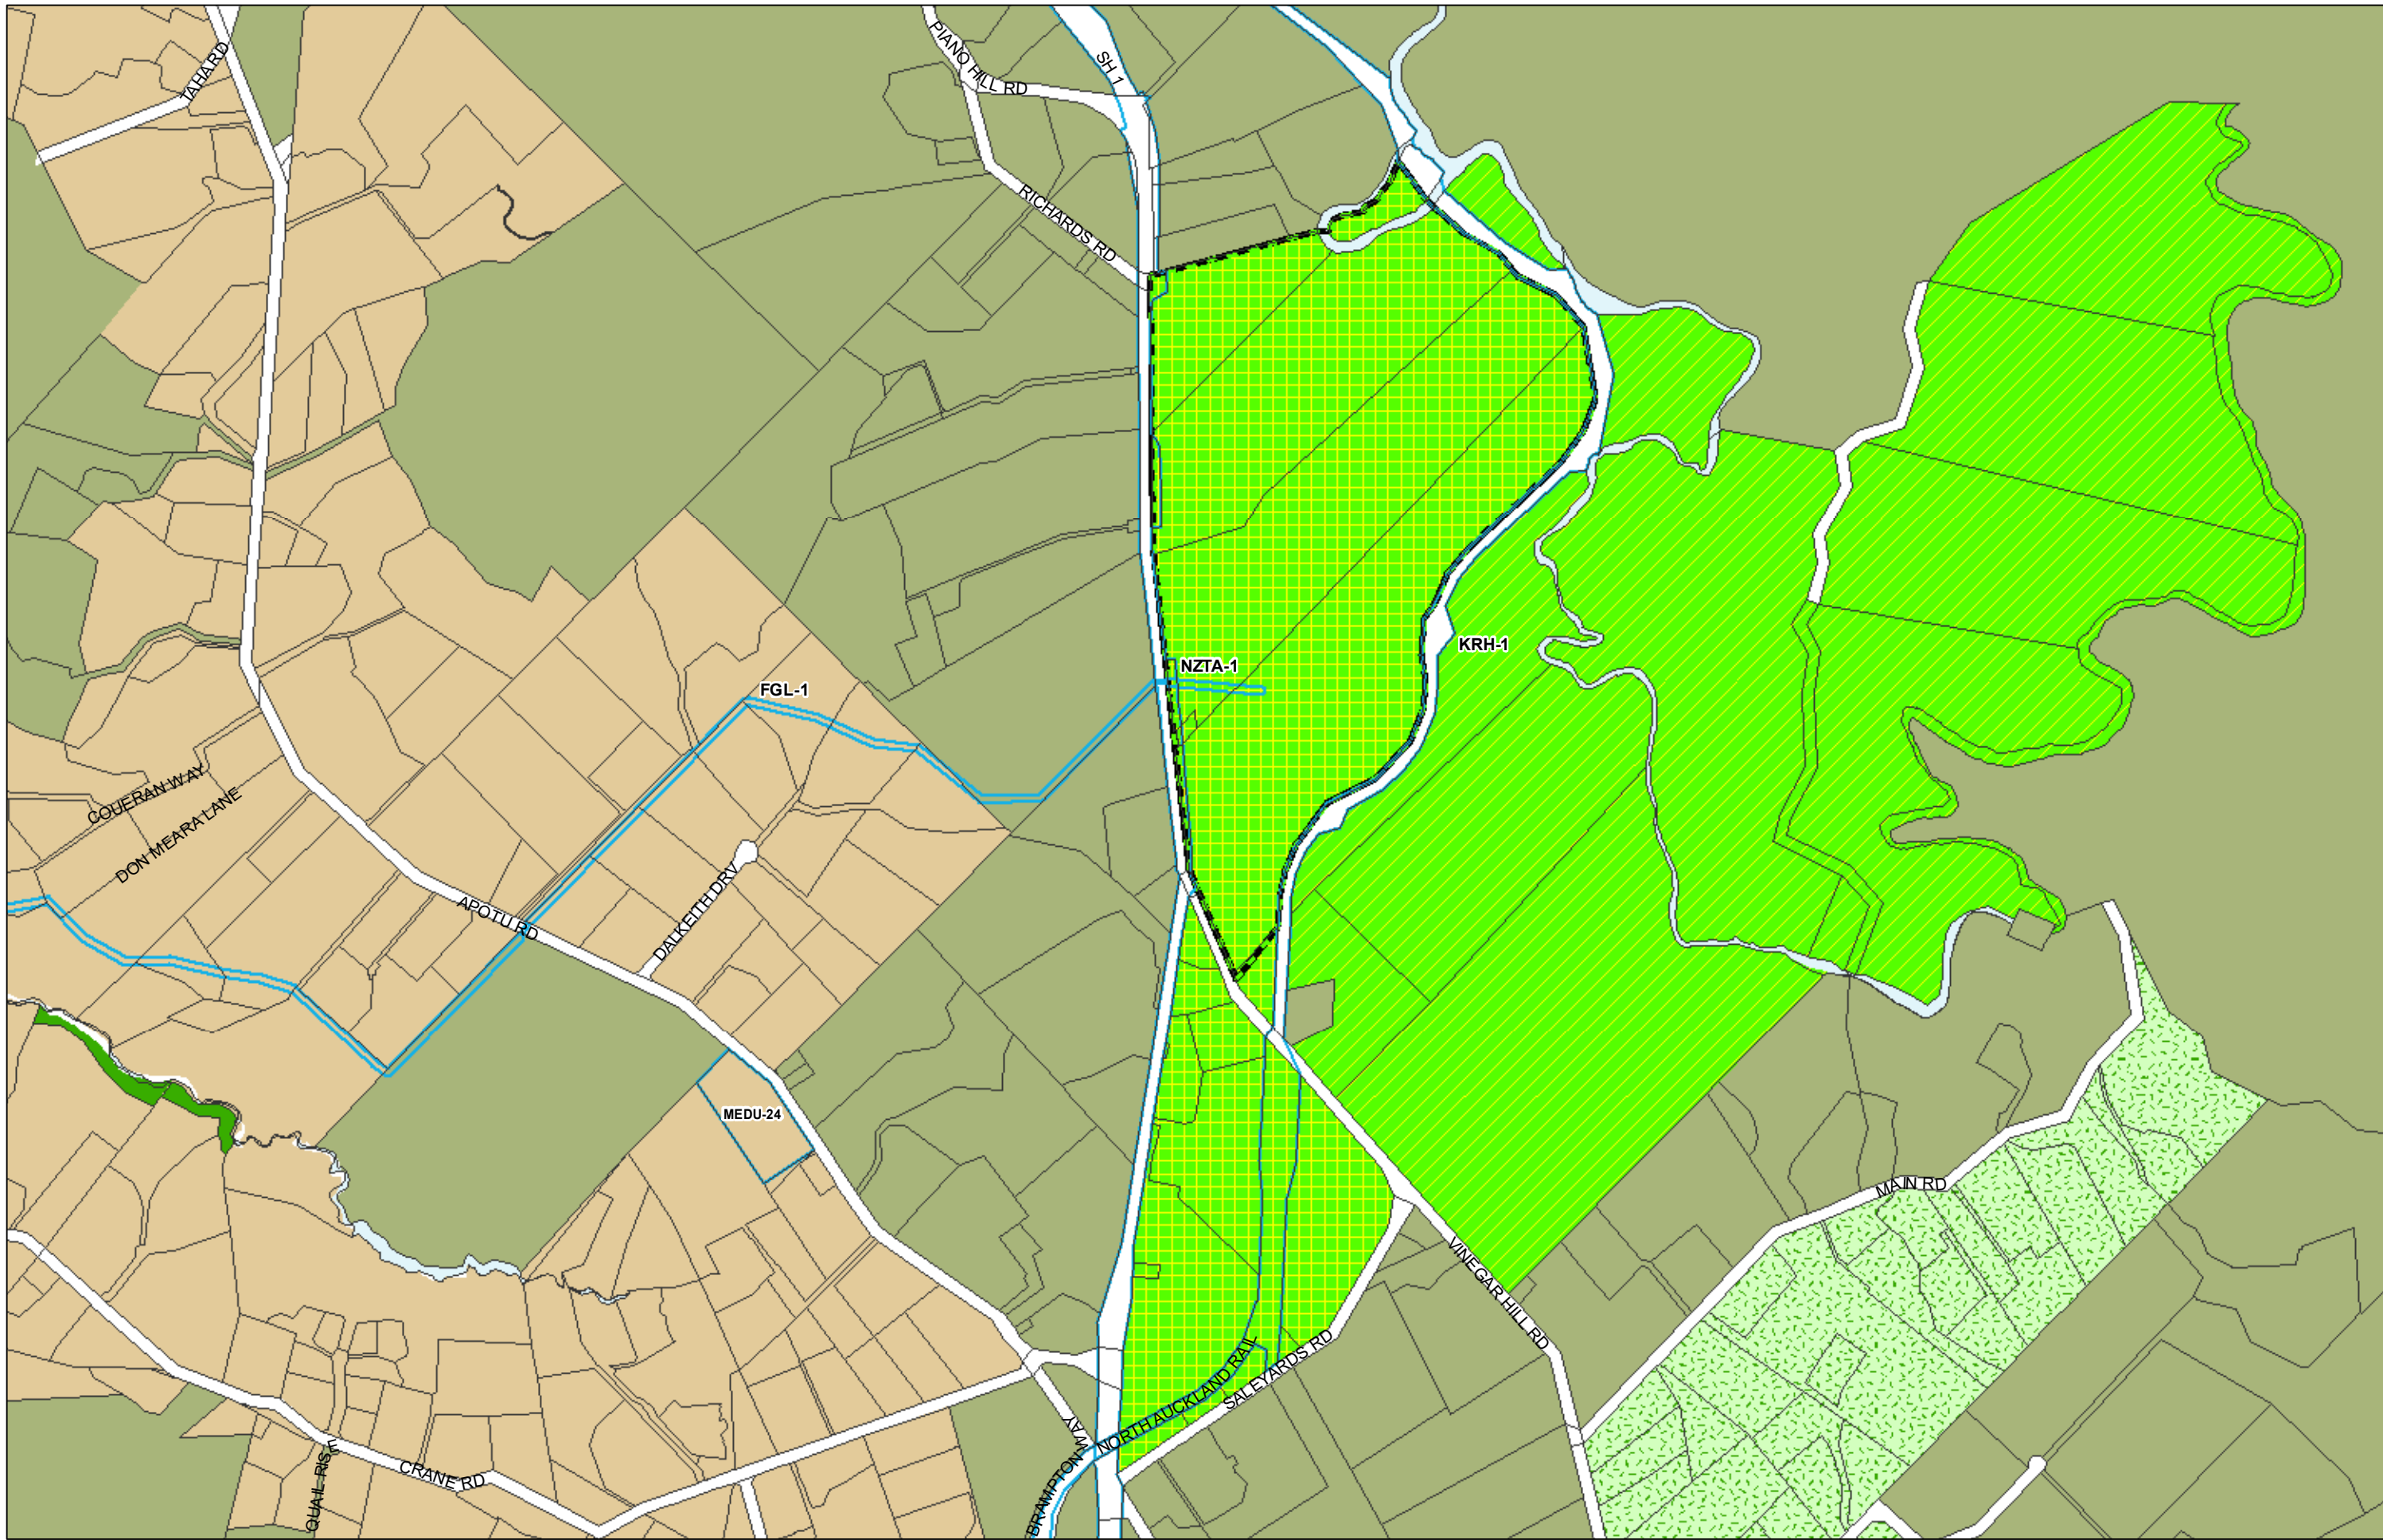 TAHA RD
PIANO HILL RD
SH 1
RICHARDS RD
KRH-1
NZTA-1
FGL-1
COUERAN WAY
DON MEARA LANE
DALKEITH DRV
APOTU RD
MEDU-24
MAIN RD
VINEGAR HILL RD
SALEYARDS RD
NORTH AUCKLAND RAIL
BRAMPTON WAY
CRANE RD
QUAIL RISE